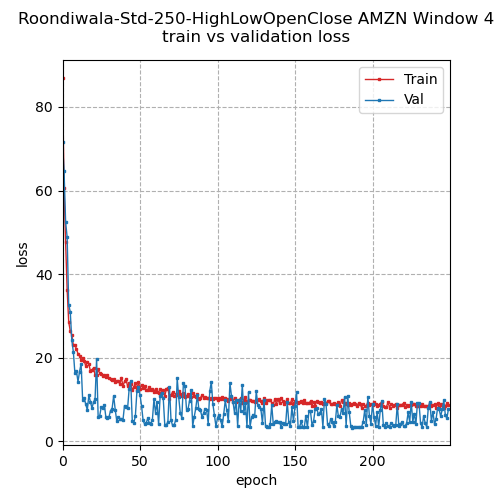 Roondiwala-Std-250-HighLowOpenClose AMZN Window 4
train vs validation loss
Train
Val
80
60
40
20
0
loss
0
50
100
150
200
epoch